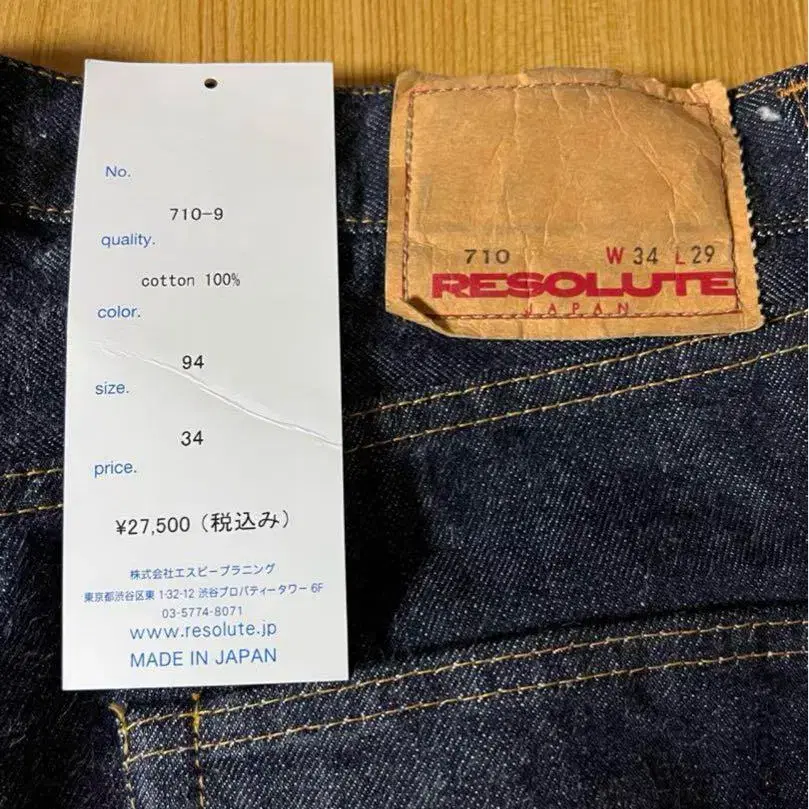 No.
710-9
quality.
cotton 100%
color.
94
size.
34
price.
¥27,500（税込み）
株式会社エスピープラニング
東京都渋谷区東 1-32-12 渋谷プロパティータワー 6F
03-5774-8071
www.resolute.jp
MADE IN JAPAN
710 W 34 L 29
RESOLUTE
JAPAN